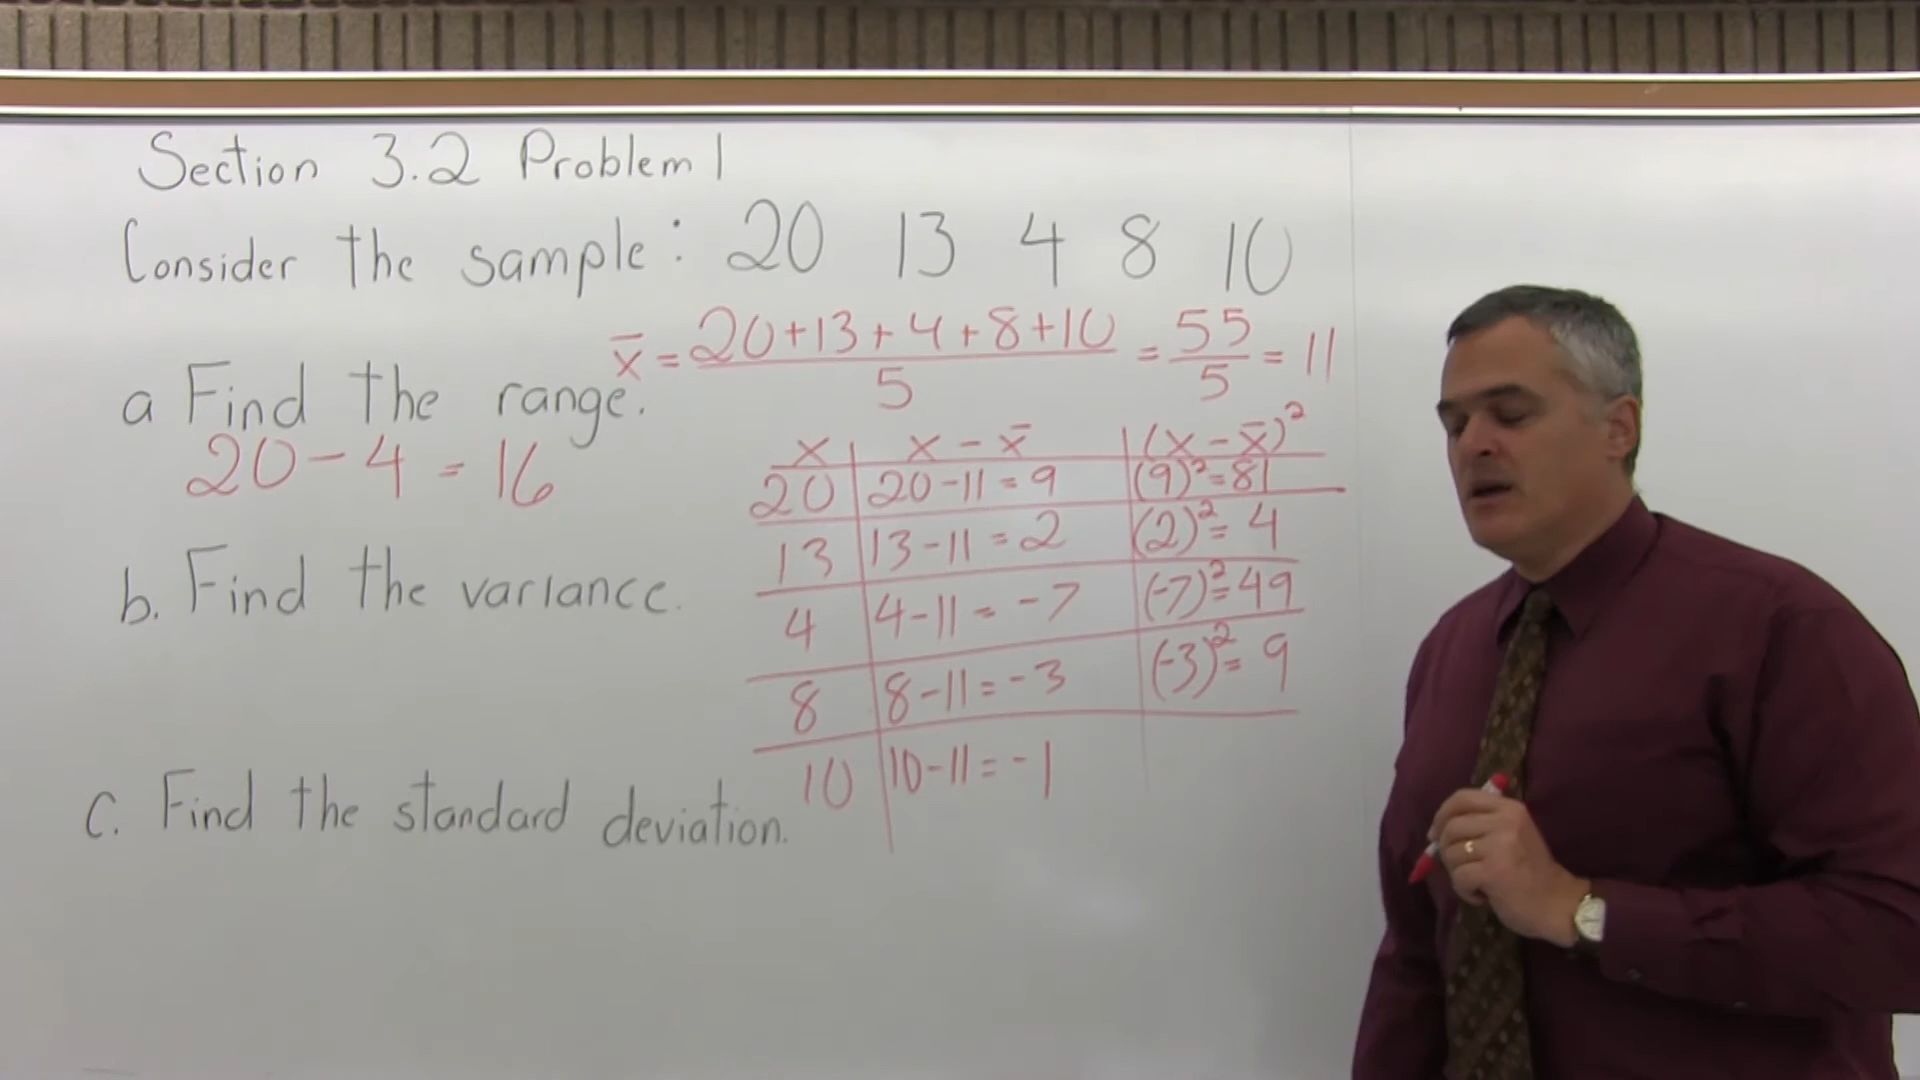 Section 3.2 Problem 1
Consider the sample: 20 13 4 8 10
x̄ = 20+13+4+8+10 / 5 = 55 / 5 = 11
a Find the range.
20 - 4 = 16
x | x - x̄ | (x - x̄)²
20 | 20-11 = 9 | (9)²=81
13 | 13-11 = 2 | (2)²= 4
4 | 4-11 = -7 | (-7)²=49
8 | 8-11 = -3 | (-3)²= 9
10 | 10-11 = -1
b. Find the variance.
c. Find the standard deviation.